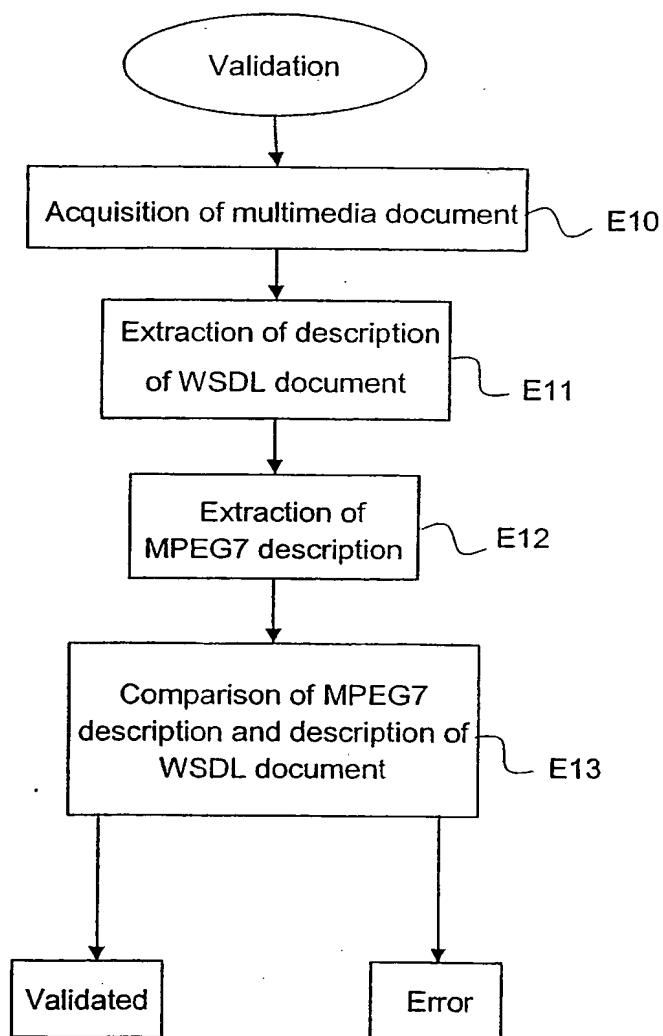 Validation
Acquisition of multimedia document
E10
Extraction of description
of WSDL document
E11
Extraction of
MPEG7 description
E12
Comparison of MPEG7
description and description of
WSDL document
E13
Validated
Error